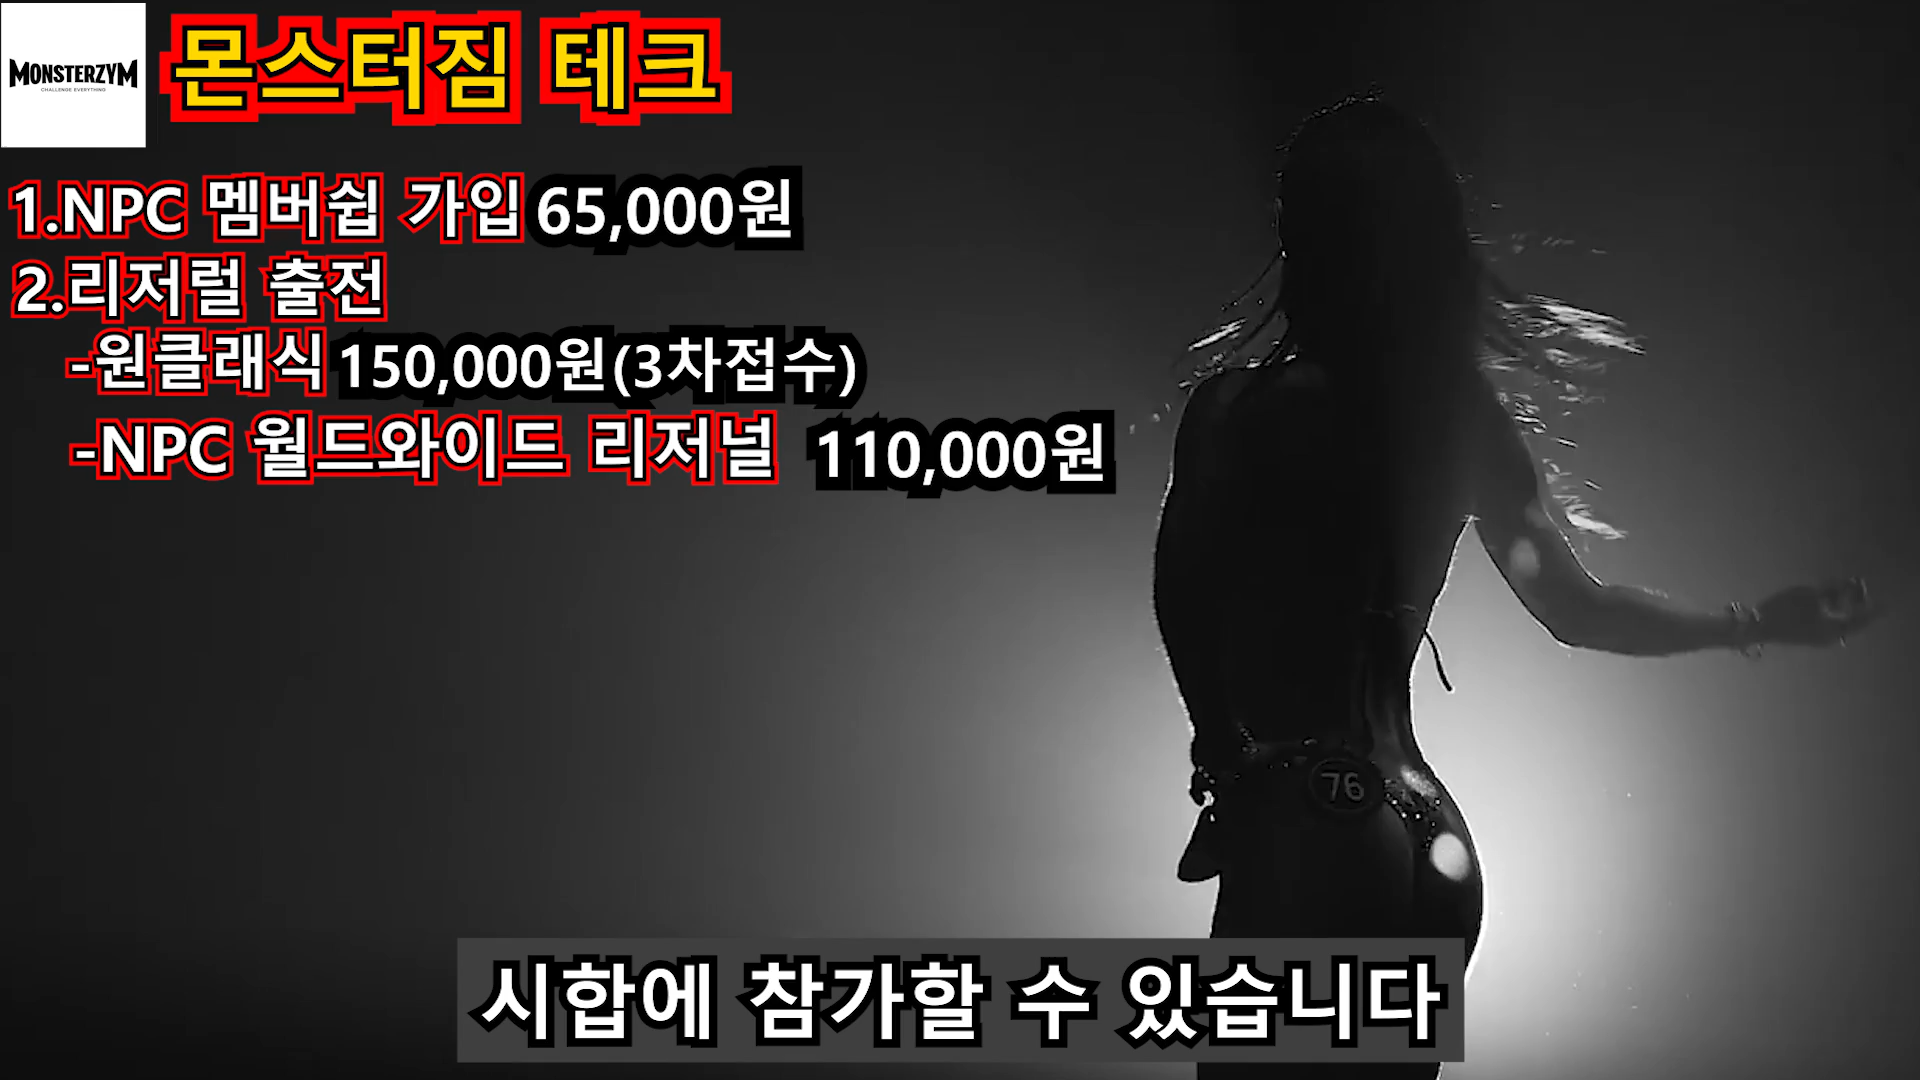 MONSTERZYM
CHALLENGE EVERYTHING
몬스터짐 테크
1.NPC 멤버쉽 가입 65,000원
2.리저럴 출전
-원클래식 150,000원(3차접수)
-NPC 월드와이드 리저널 110,000원
76
시합에 참가할 수 있습니다